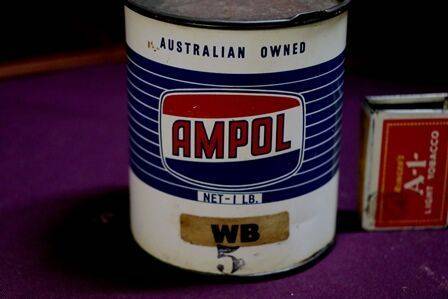 AUSTRALIAN OWNED
AMPOL
NET-1 LB.
WB
5
A-1-
LIGHT TOBACCO